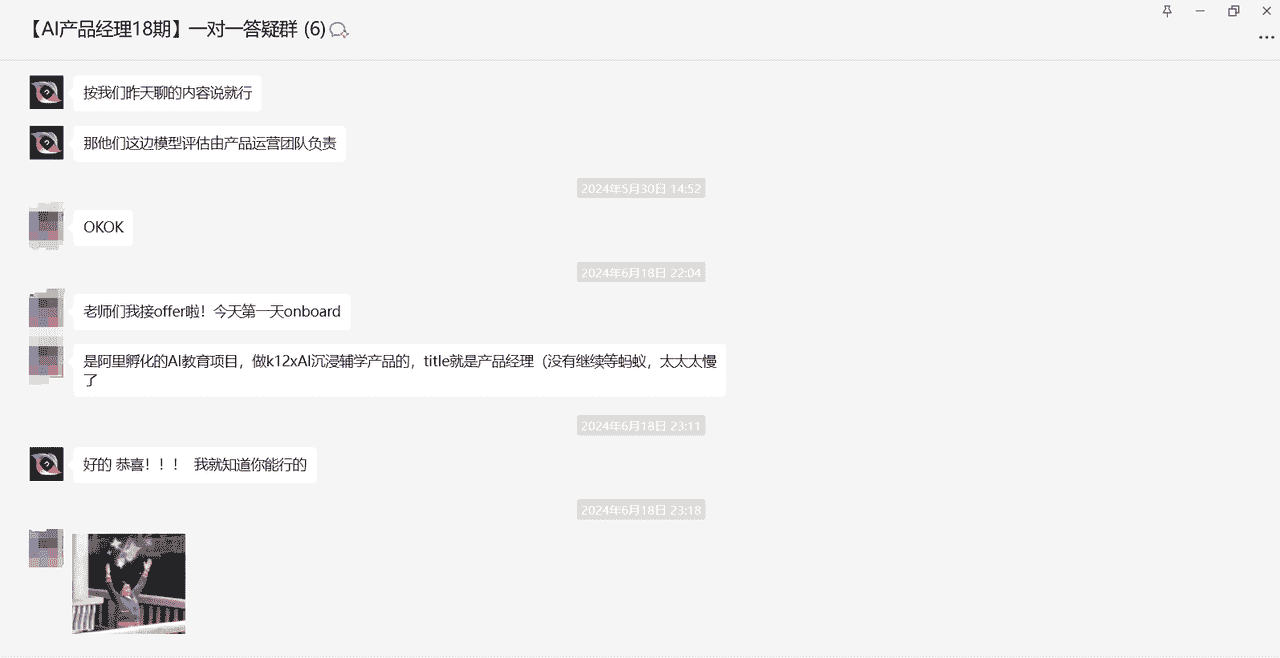 【AI产品经理18期】一对一答疑群 (6)
按我们昨天聊的内容说就行
那他们这边模型评估由产品运营团队负责
2024年5月30日 14:52
OKOK
2024年6月18日 22:04
老师们我接offer啦！今天第一天onboard
是阿里孵化的AI教育项目，做k12xAI沉浸辅学产品的，title就是产品经理（没有继续等蚂蚁，太太太慢
了
2024年6月18日 23:11
好的 恭喜！！！ 我就知道你能行的
2024年6月18日 23:18